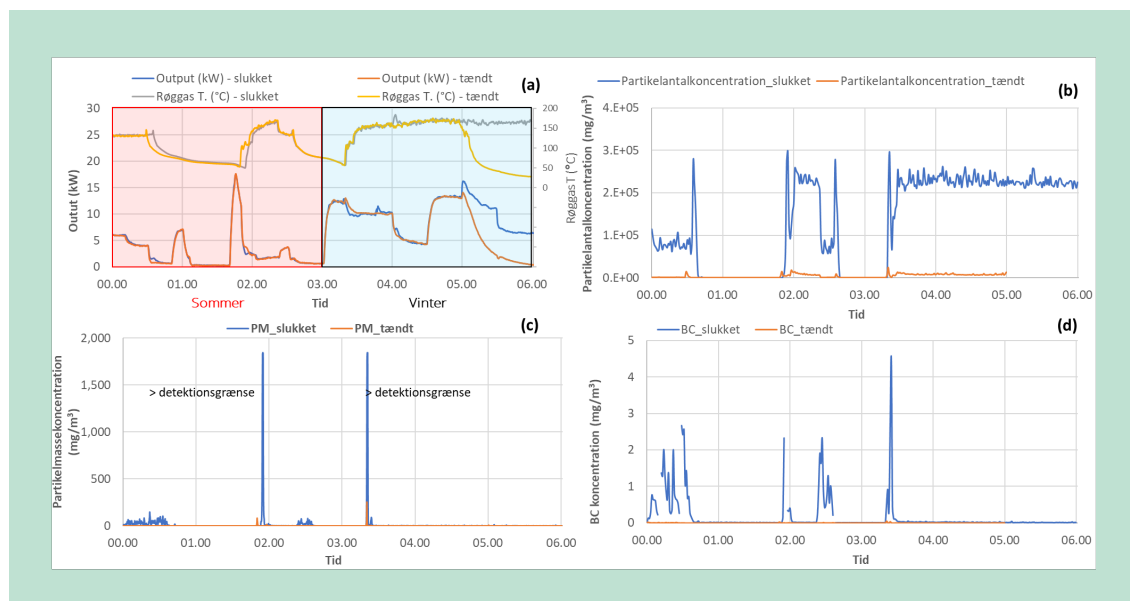 Output (kW) - slukket
Output (kW) - tændt
(a)
Røggas T. (°C) - slukket
Røggas T. (°C) - tændt
30
25
20
15
10
5
0
Outut (kW)
200
150
100
50
0
RøggasT (°C)
00.00 01.00 02.00 03.00 04.00 05.00 06.00
Sommer
Tid
Vinter
Partikelantalkoncentration_slukket
Partikelantalkoncentration_tændt
(b)
4.E+05
3.E+05
2.E+05
1.E+05
0.E+00
Partikelantalkoncentration (mg/m³)
00.00 01.00 02.00 03.00 04.00 05.00 06.00
Tid
PM_slukket
PM_tændt
(c)
2,000
1,500
1,000
500
0
Partikelmassekoncentration
(mg/m³)
> detektionsgrænse
> detektionsgrænse
00.00 01.00 02.00 03.00 04.00 05.00 06.00
Tid
BC_slukket
BC_tændt
(d)
5
4
3
2
1
0
BC koncentration (mg/m³)
00.00 01.00 02.00 03.00 04.00 05.00 06.00
Tid